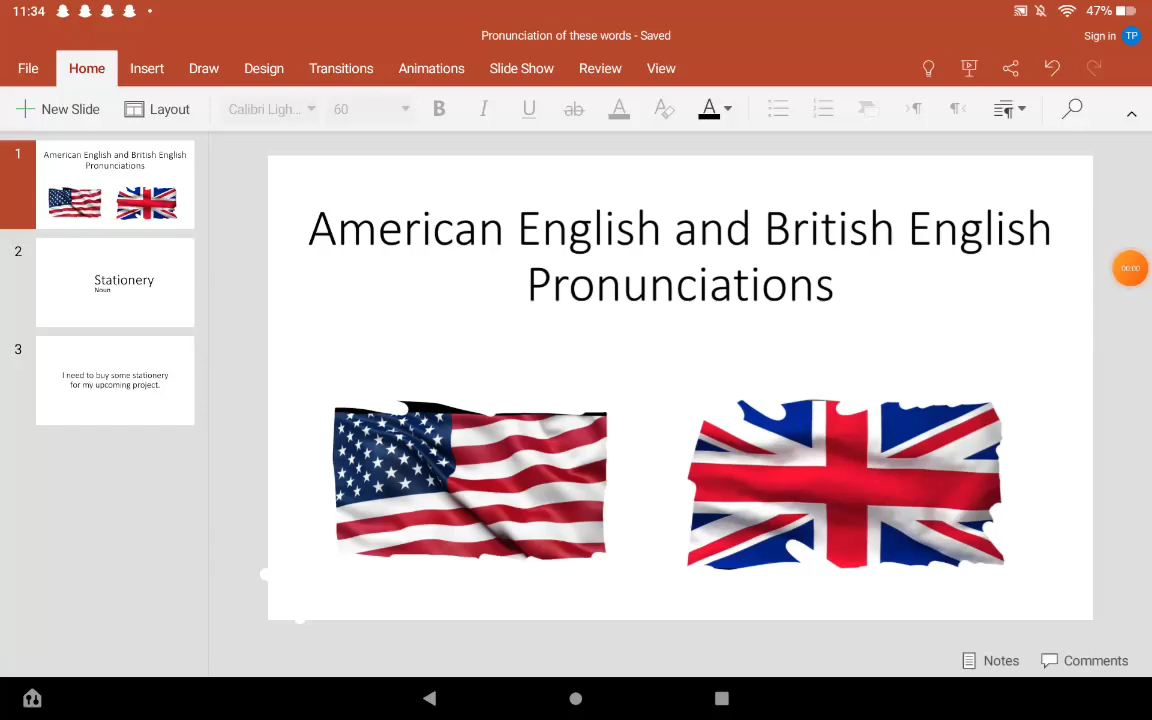 11:34
47%
Pronunciation of these words - Saved
Sign in
TP
File
Home
Insert
Draw
Design
Transitions
Animations
Slide Show
Review
View
New Slide
Layout
Calibri Ligh...
60
B
I
U
ab
A
A
A
1
American English and British English
Pronunciations
2
Stationery
Noun
3
I need to buy some stationery
for my upcoming project.
American English and British English
Pronunciations
00:00
Notes
Comments